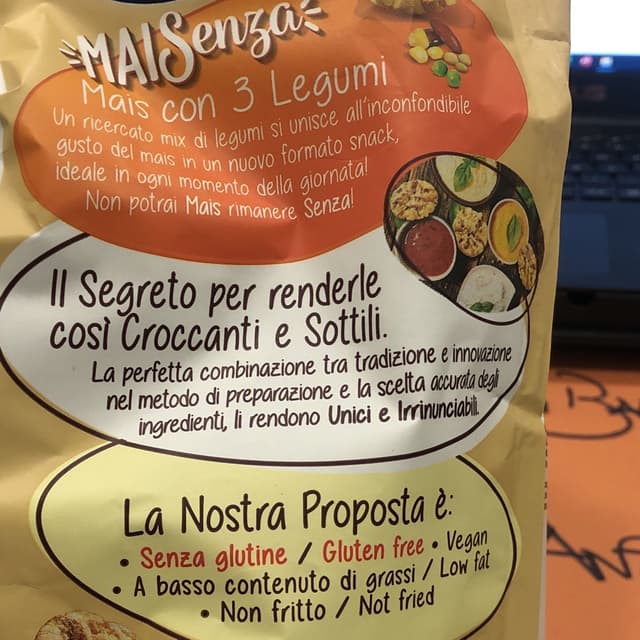 MAISenza
Mais con 3 Legumi
Un ricercato mix di legumi si unisce all'inconfondibile
gusto del mais in un nuovo formato snack,
ideale in ogni momento della giornata!
Non potrai Mais rimanere Senza!
Il Segreto per renderle
così Croccanti e Sottili.
La perfetta combinazione tra tradizione e innovazione
nel metodo di preparazione e la scelta accurata degli
ingredienti, li rendono Unici e Irrinunciabili.
La Nostra Proposta è:
• Senza glutine / Gluten free • Vegan
• A basso contenuto di grassi / Low fat
• Non fritto / Not fried